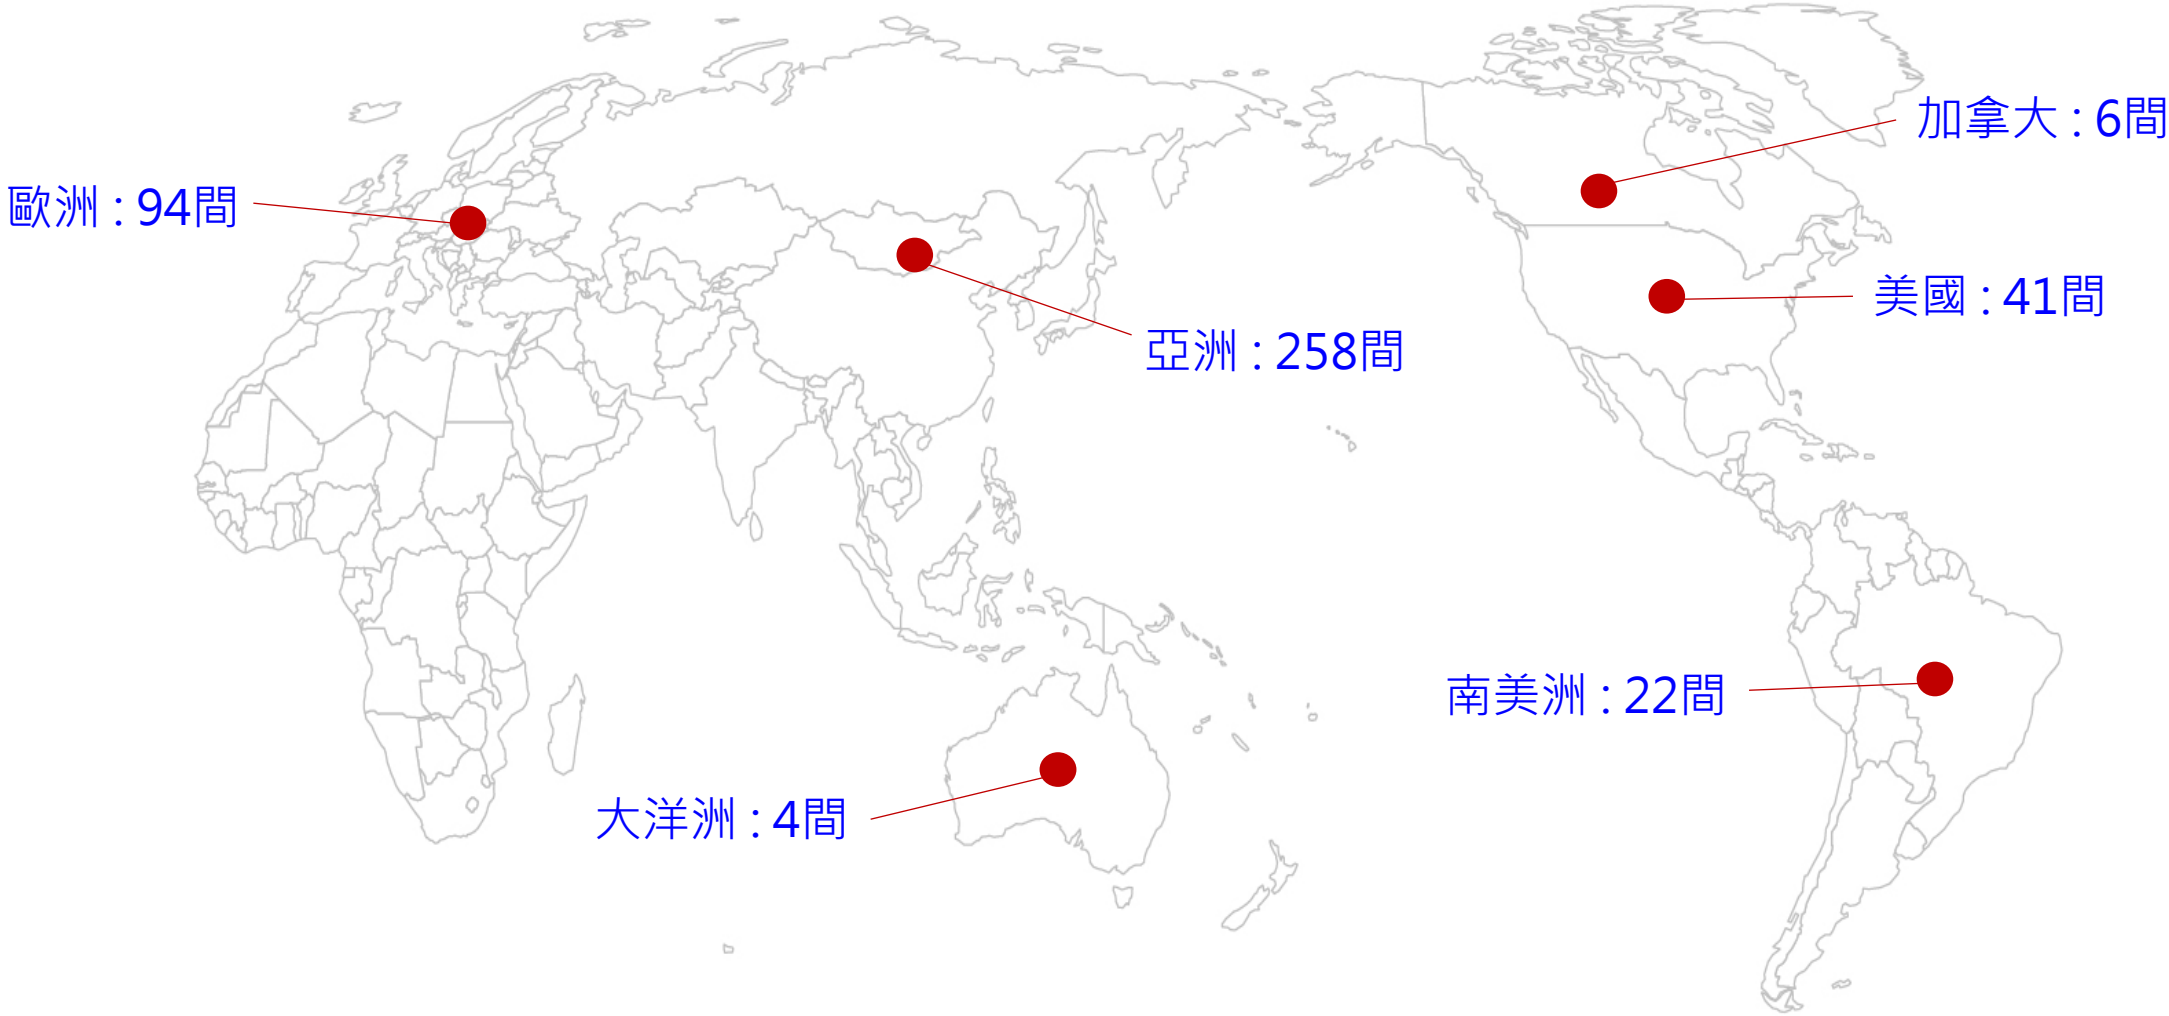 加拿大 : 6間
歐洲 : 94間
美國 : 41間
亞洲 : 258間
南美洲 : 22間
大洋洲 : 4間